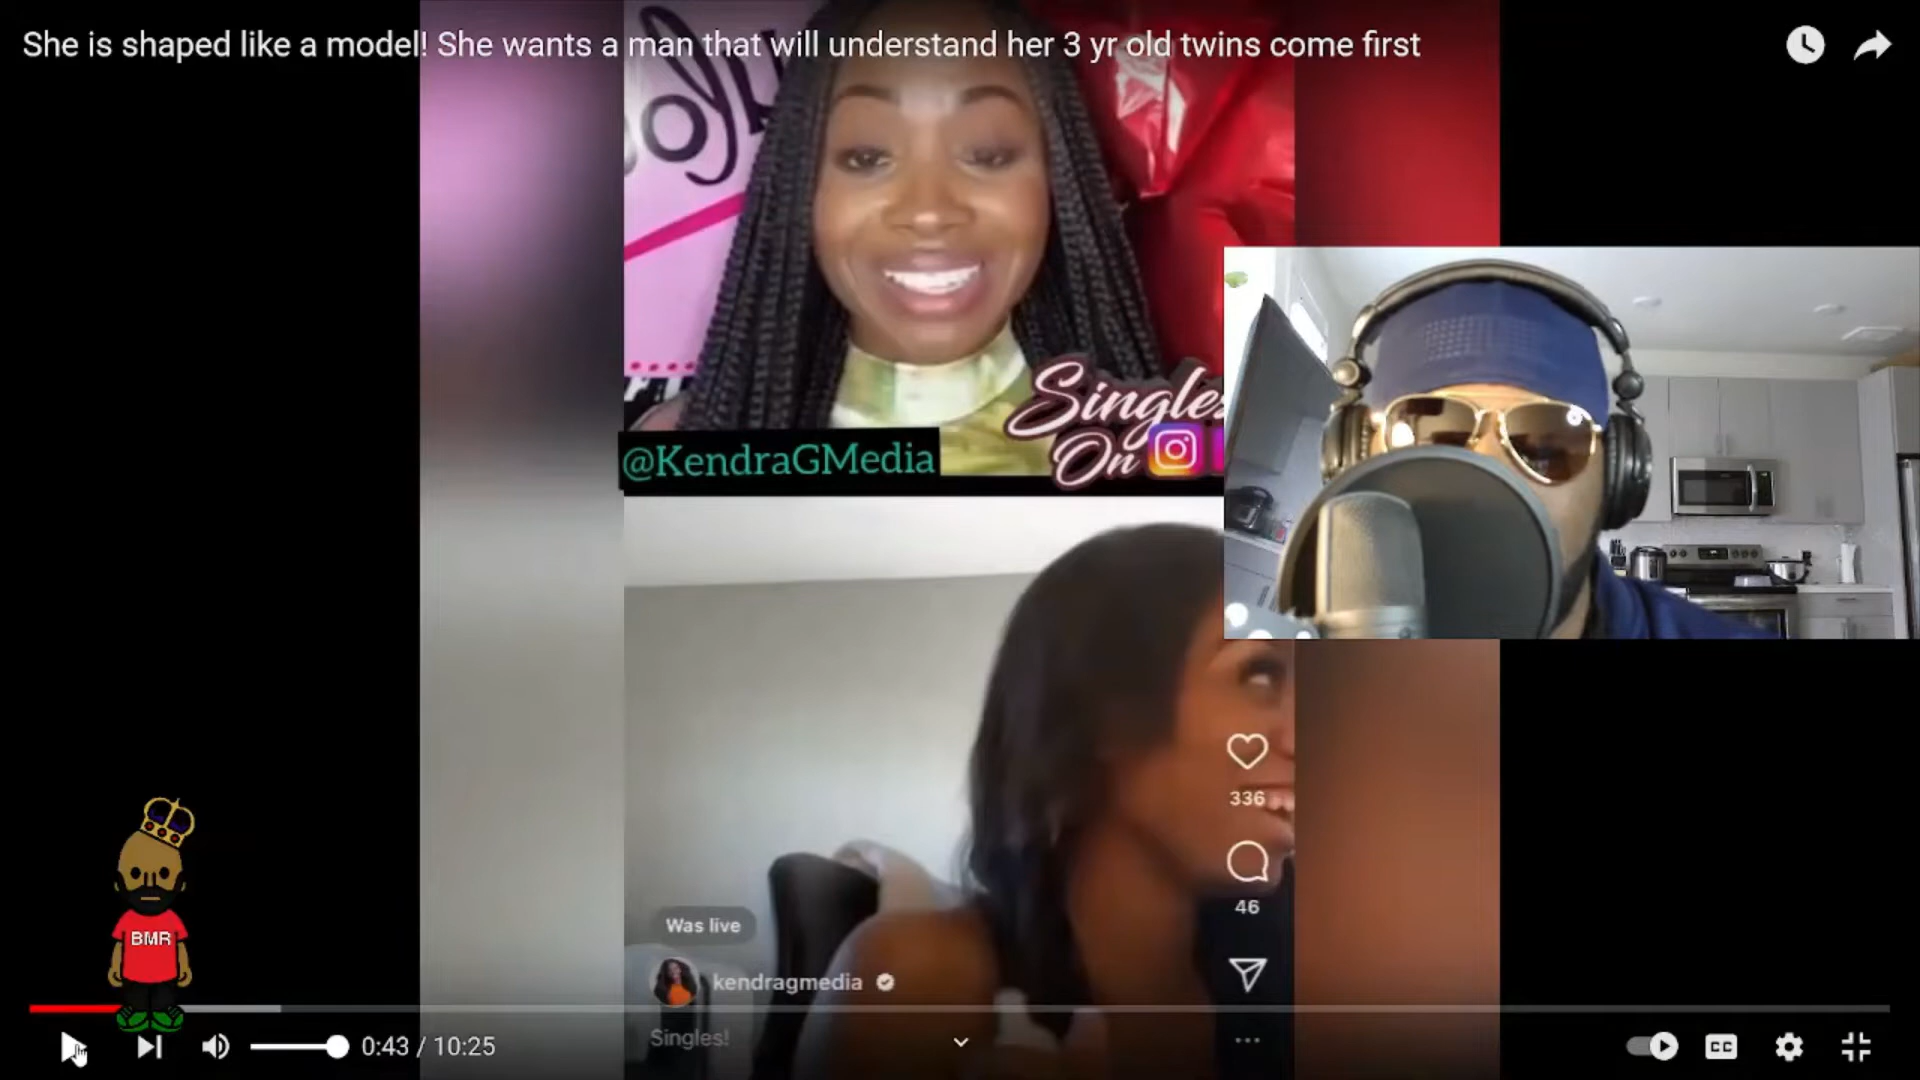 She is shaped like a model! She wants a man that will understand her 3 yr old twins come first
Singles
On
@KendraGMedia
336
46
Was live
kendragmedia
Singles!
BMR
0:43 / 10:25
CC